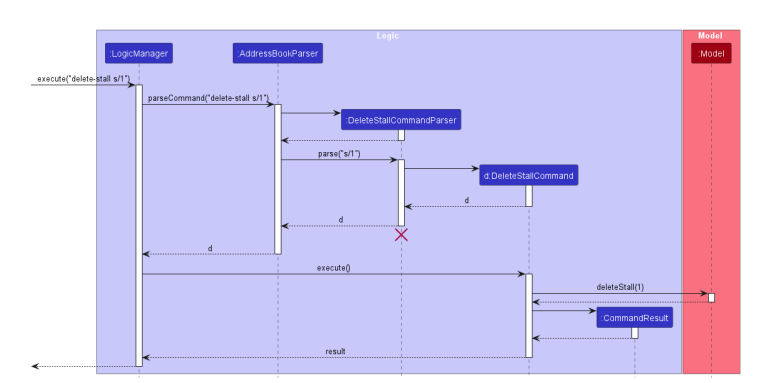 Logic
Model
:LogicManager
:AddressBookParser
:Model
execute("delete-stall s/1")
parseCommand("delete-stall s/1")
:DeleteStallCommandParser
parse("s/1")
d:DeleteStallCommand
d
d
d
execute()
deleteStall(1)
:CommandResult
result